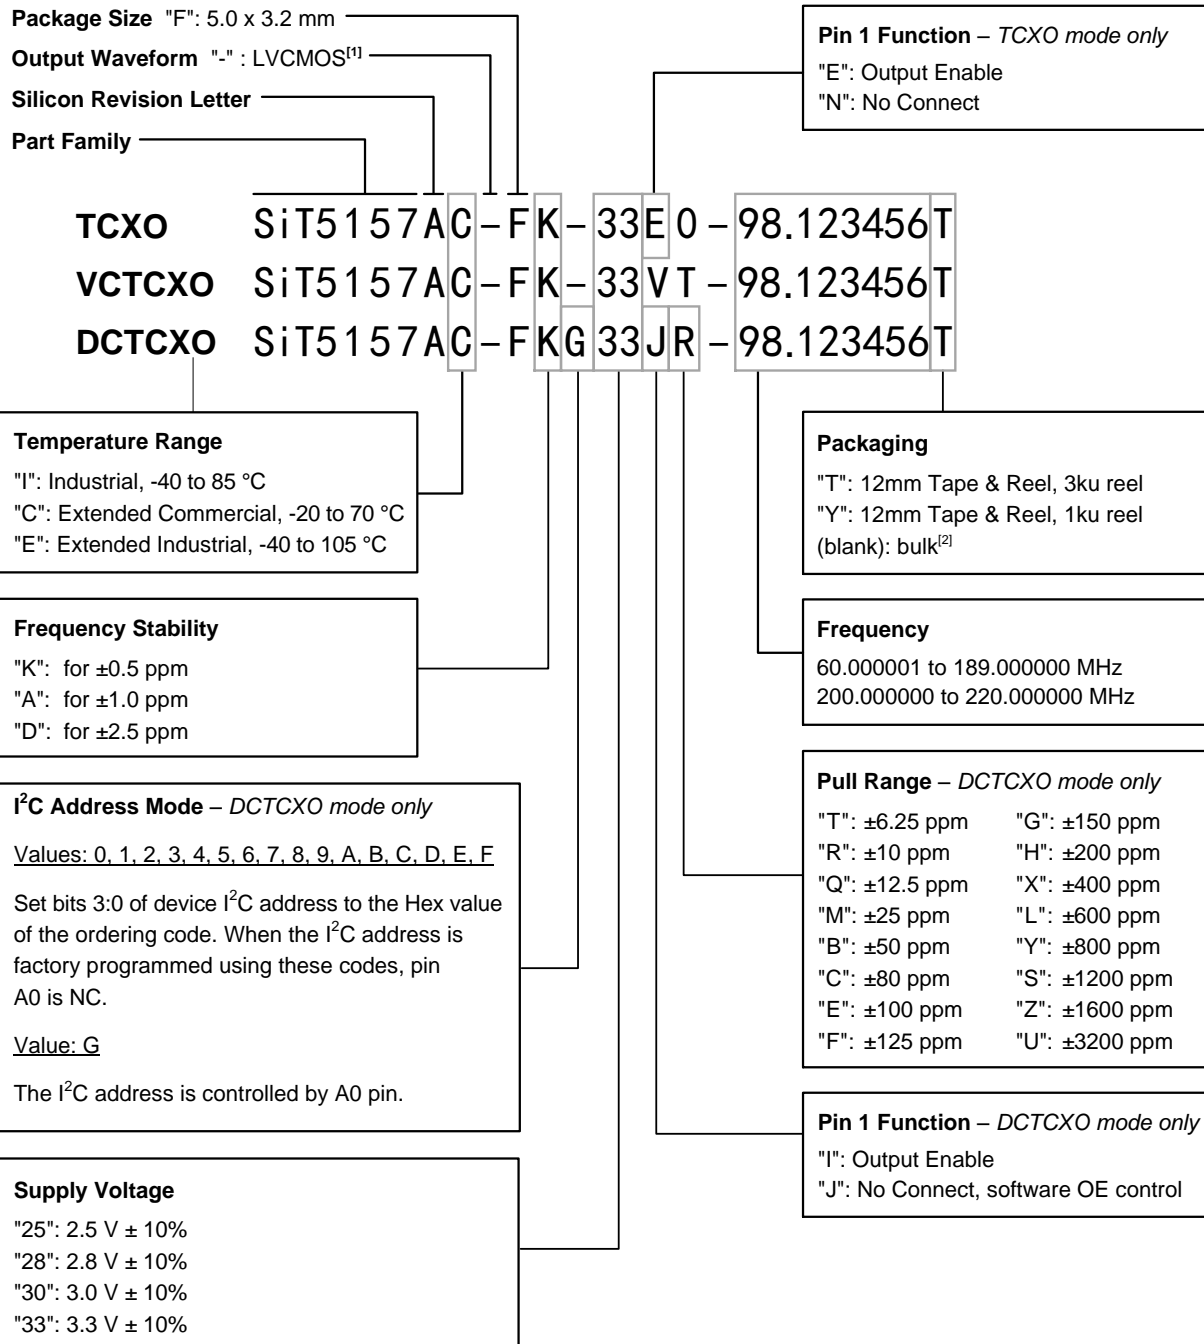 Package Size "F": 5.0 x 3.2 mm
Output Waveform "-" : LVCMOS[1]
Silicon Revision Letter
Part Family
Pin 1 Function – TCXO mode only
"E": Output Enable
"N": No Connect
TCXO SiT5157AC-FK-33E0-98.123456T
VCTCXO SiT5157AC-FK-33VT-98.123456T
DCTCXO SiT5157AC-FKG33JR-98.123456T
Temperature Range
"I": Industrial, -40 to 85 °C
"C": Extended Commercial, -20 to 70 °C
"E": Extended Industrial, -40 to 105 °C
Frequency Stability
"K": for ±0.5 ppm
"A": for ±1.0 ppm
"D": for ±2.5 ppm
I2C Address Mode – DCTCXO mode only
Values: 0, 1, 2, 3, 4, 5, 6, 7, 8, 9, A, B, C, D, E, F
Set bits 3:0 of device I2C address to the Hex value
of the ordering code. When the I2C address is
factory programmed using these codes, pin
A0 is NC.
Value: G
The I2C address is controlled by A0 pin.
Supply Voltage
"25": 2.5 V ± 10%
"28": 2.8 V ± 10%
"30": 3.0 V ± 10%
"33": 3.3 V ± 10%
Packaging
"T": 12mm Tape & Reel, 3ku reel
"Y": 12mm Tape & Reel, 1ku reel
(blank): bulk[2]
Frequency
60.000001 to 189.000000 MHz
200.000000 to 220.000000 MHz
Pull Range – DCTCXO mode only
"T": ±6.25 ppm "G": ±150 ppm
"R": ±10 ppm "H": ±200 ppm
"Q": ±12.5 ppm "X": ±400 ppm
"M": ±25 ppm "L": ±600 ppm
"B": ±50 ppm "Y": ±800 ppm
"C": ±80 ppm "S": ±1200 ppm
"E": ±100 ppm "Z": ±1600 ppm
"F": ±125 ppm "U": ±3200 ppm
Pin 1 Function – DCTCXO mode only
"I": Output Enable
"J": No Connect, software OE control